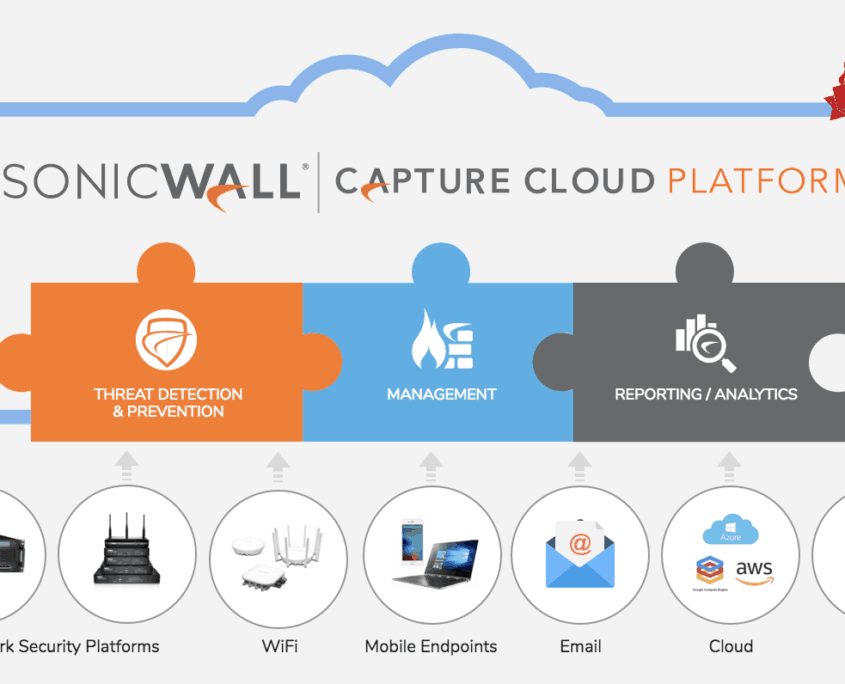 SONICWALL® | CAPTURE CLOUD PLATFORM
THREAT DETECTION
& PREVENTION
MANAGEMENT
REPORTING / ANALYTICS
@
Azure
Google Compute Engine
aws
rk Security Platforms
WiFi
Mobile Endpoints
Email
Cloud